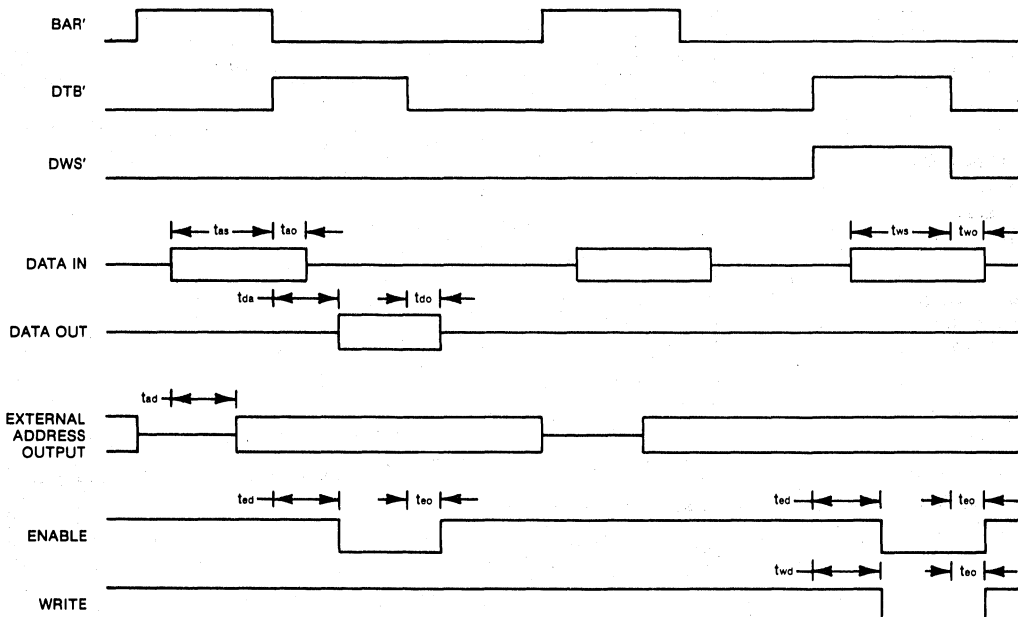 BAR'
DTB'
DWS'
tas tao tws two
DATA IN
tda tdo
DATA OUT
tad
EXTERNAL
ADDRESS
OUTPUT
ted teo ted teo
ENABLE
twd teo
WRITE